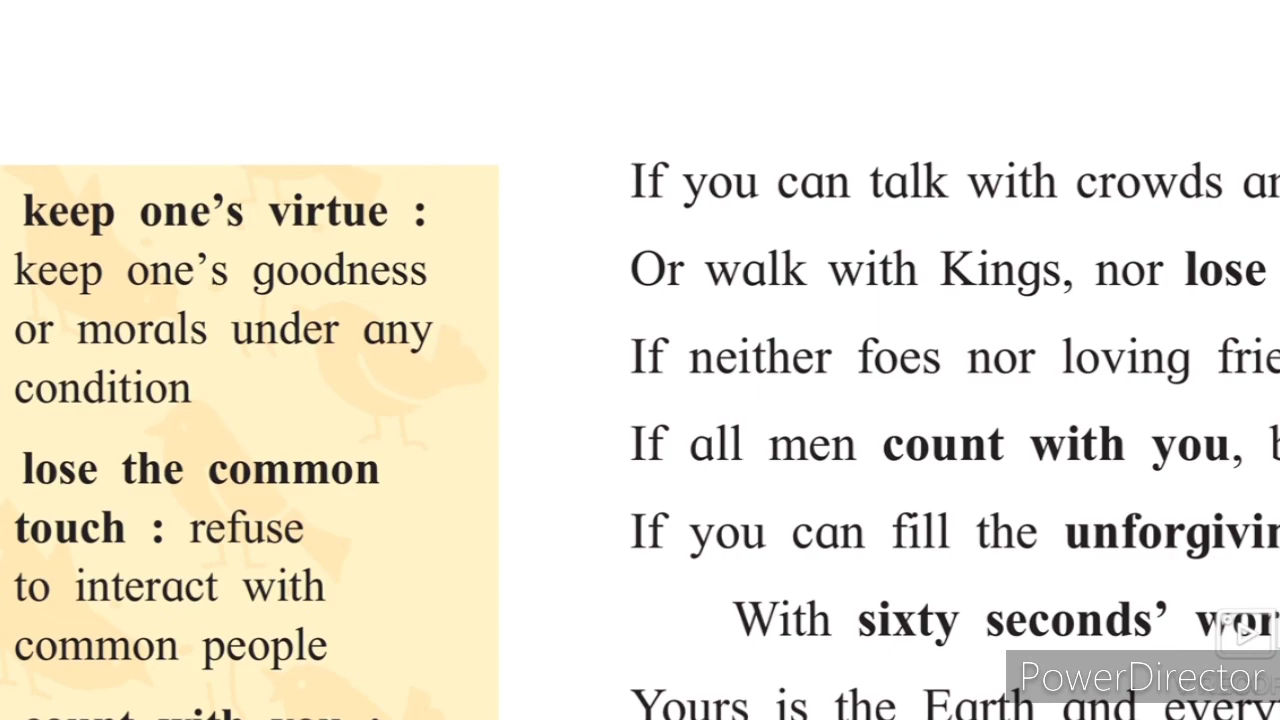 keep one's virtue :
keep one's goodness
or morals under any
condition
lose the common
touch : refuse
to interact with
common people
count with you :
If you can talk with crowds
Or walk with Kings, nor lose
If neither foes nor loving
If all men count with you,
If you can fill the
With sixty seconds'
Yours is the Earth and
PowerDirector